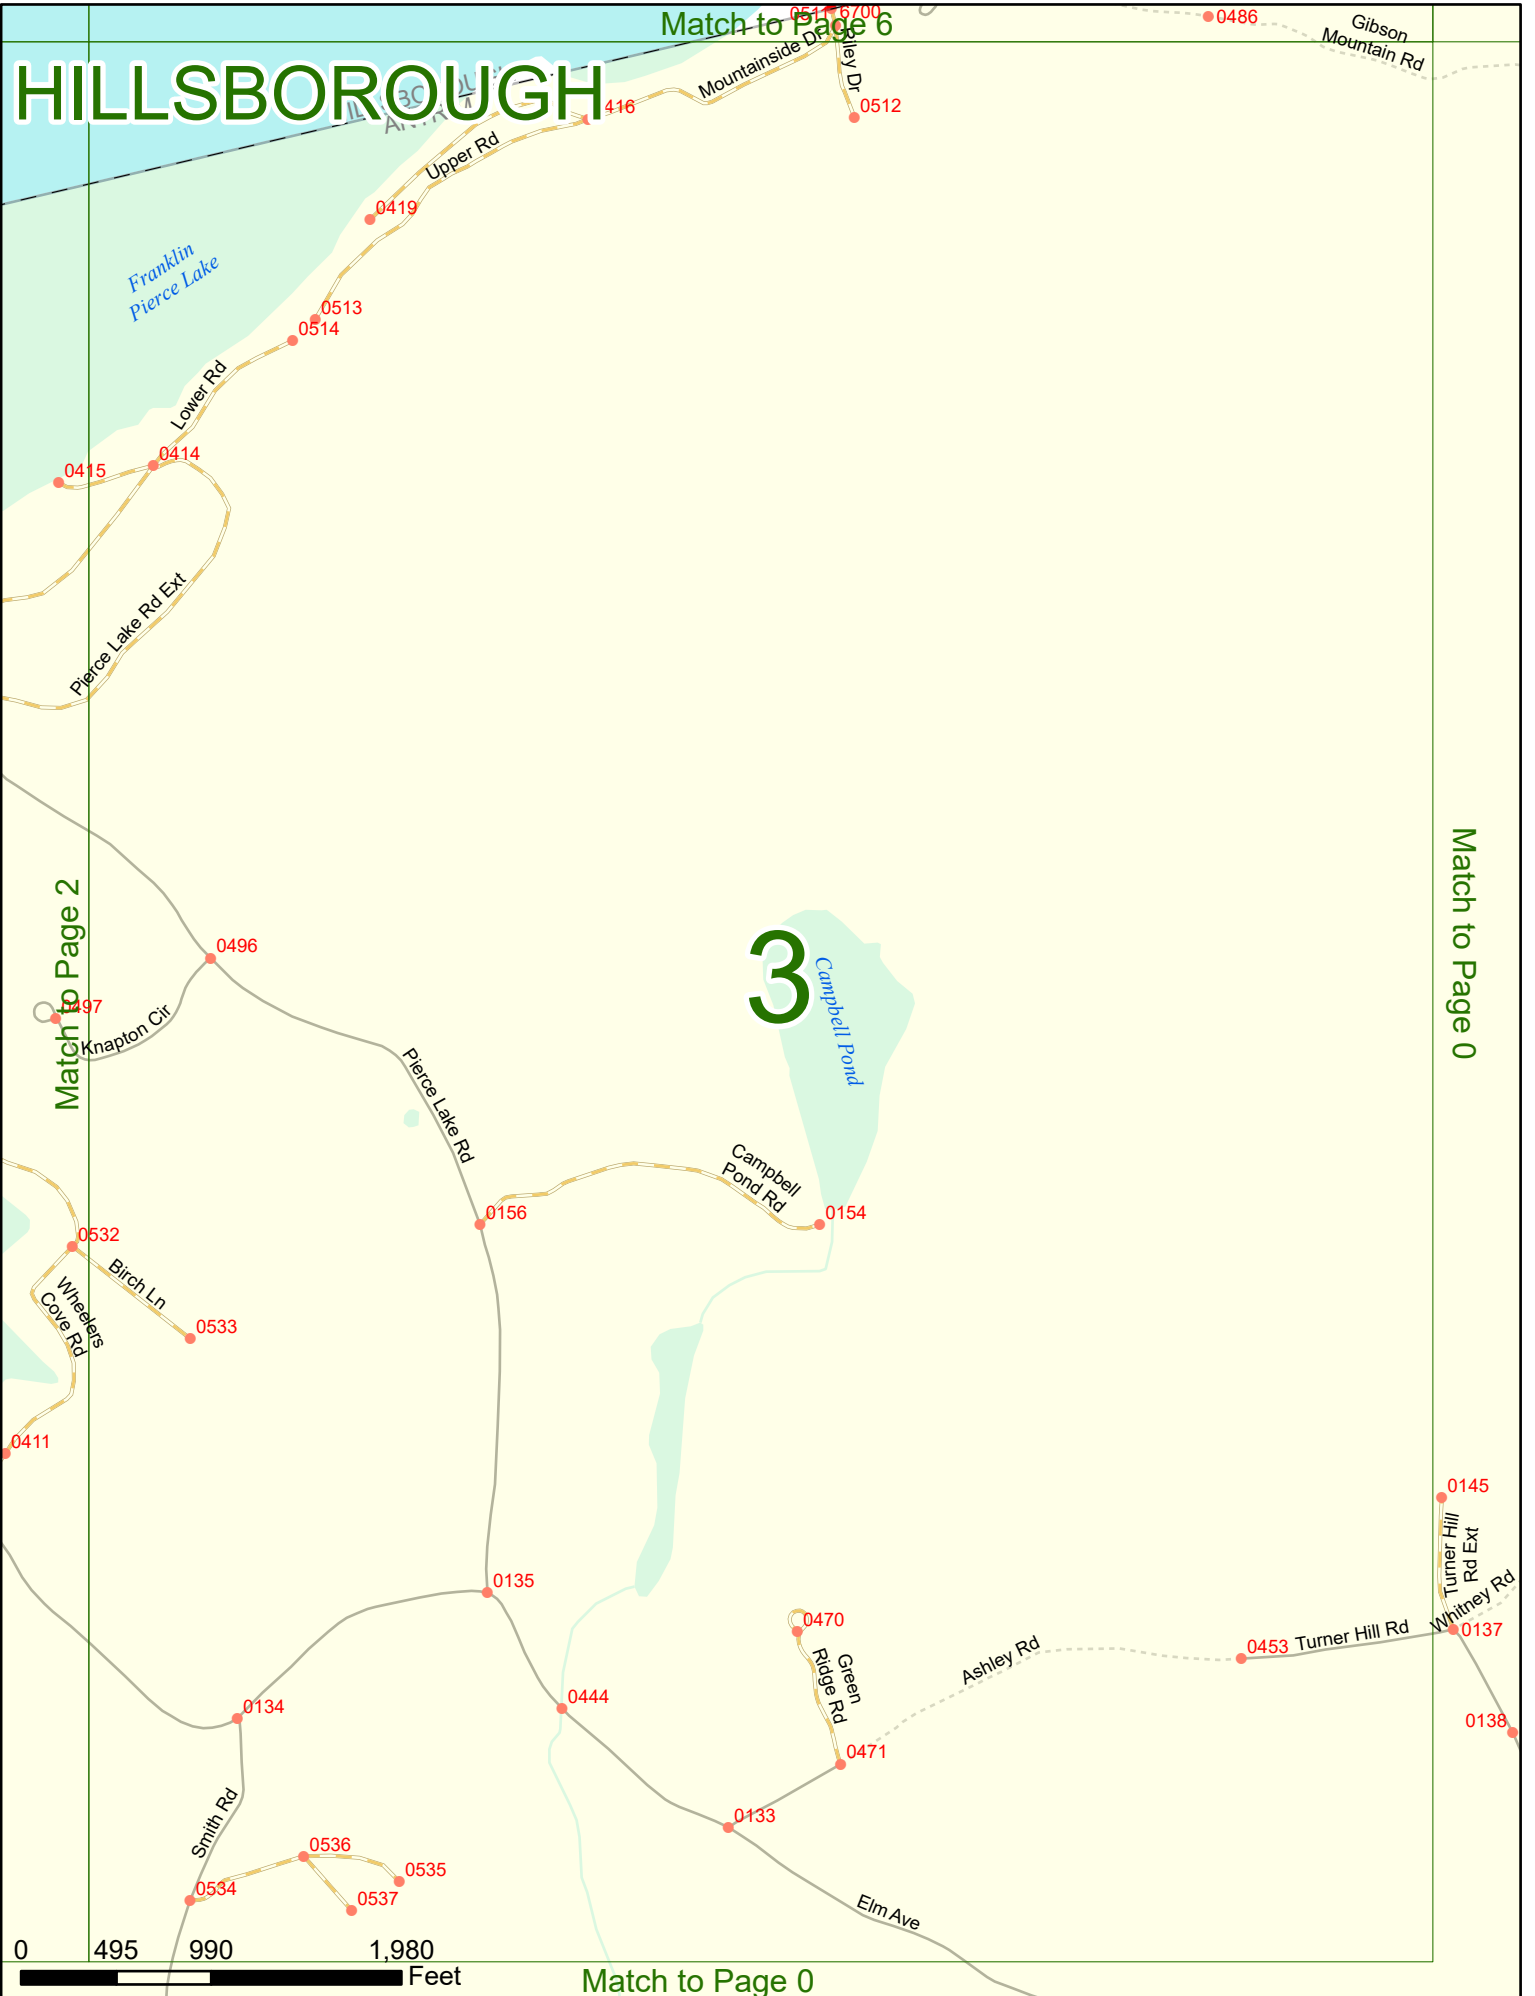 Match to Page 6
6700
0486
Gibson
Mountain Rd
HILLSBOROUGH
Mountainside Dr
Riley Dr
0512
416
Upper Rd
0419
Franklin
Pierce Lake
0513
0514
Lower Rd
0414
0415
Pierce Lake Rd Ext
Match to Page 2
Match to Page 0
0496
3
Campbell Pond
0497
Knapton Cir
Pierce Lake Rd
Campbell
Pond Rd
0156
0154
0532
Birch Ln
Wheelers
Cove Rd
0533
0411
0145
Turner Hill
Rd Ext
Whitney Rd
0135
0470
Green
Ridge Rd
Ashley Rd
0453
Turner Hill Rd
0137
0134
0444
0138
0471
Smith Rd
0133
0536
0535
0534
0537
Elm Ave
0 495 990 1,980
Feet
Match to Page 0